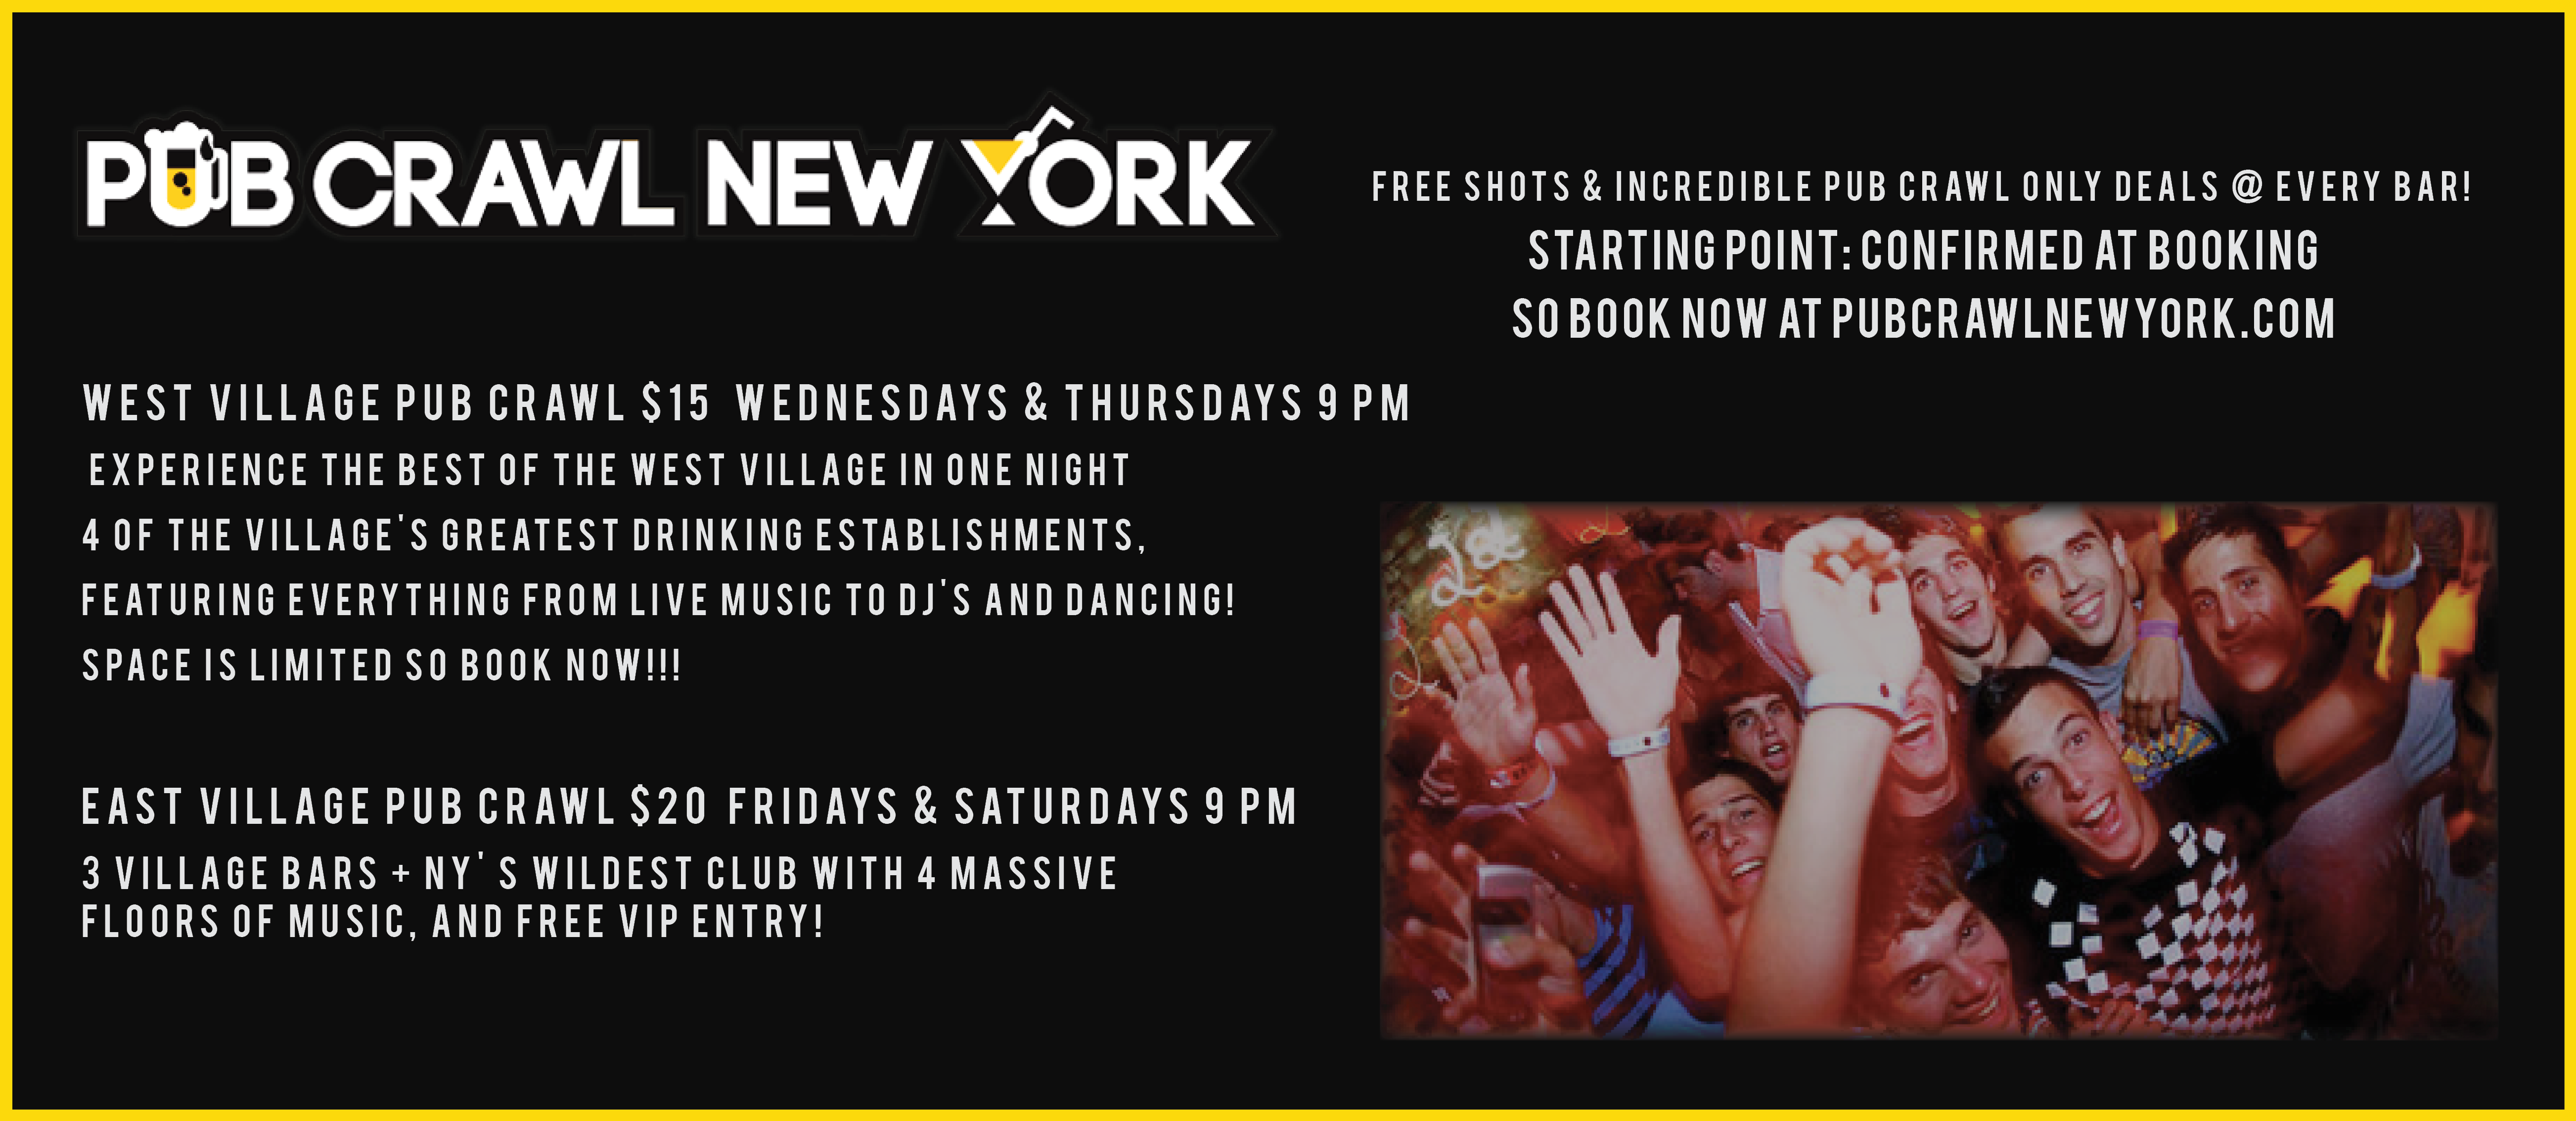 PUB CRAWL NEW YORK
FREE SHOTS & INCREDIBLE PUB CRAWL ONLY DEALS @ EVERY BAR!
STARTING POINT: CONFIRMED AT BOOKING
SO BOOK NOW AT PUBCRAWLNEWYORK.COM
WEST VILLAGE PUB CRAWL $15 WEDNESDAYS & THURSDAYS 9 PM
EXPERIENCE THE BEST OF THE WEST VILLAGE IN ONE NIGHT
4 OF THE VILLAGE'S GREATEST DRINKING ESTABLISHMENTS,
FEATURING EVERYTHING FROM LIVE MUSIC TO DJ'S AND DANCING!
SPACE IS LIMITED SO BOOK NOW!!!
EAST VILLAGE PUB CRAWL $20 FRIDAYS & SATURDAYS 9 PM
3 VILLAGE BARS + NY'S WILDEST CLUB WITH 4 MASSIVE
FLOORS OF MUSIC, AND FREE VIP ENTRY!